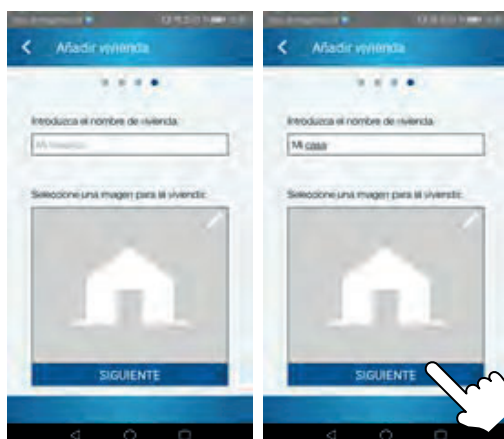 Añadir vivienda
Introduzca el nombre de vivienda:
Seleccione una imagen para la vivienda:
SIGUIENTE
Añadir vivienda
Introduzca el nombre de vivienda:
Mi casa
Seleccione una imagen para la vivienda:
SIGUIENTE